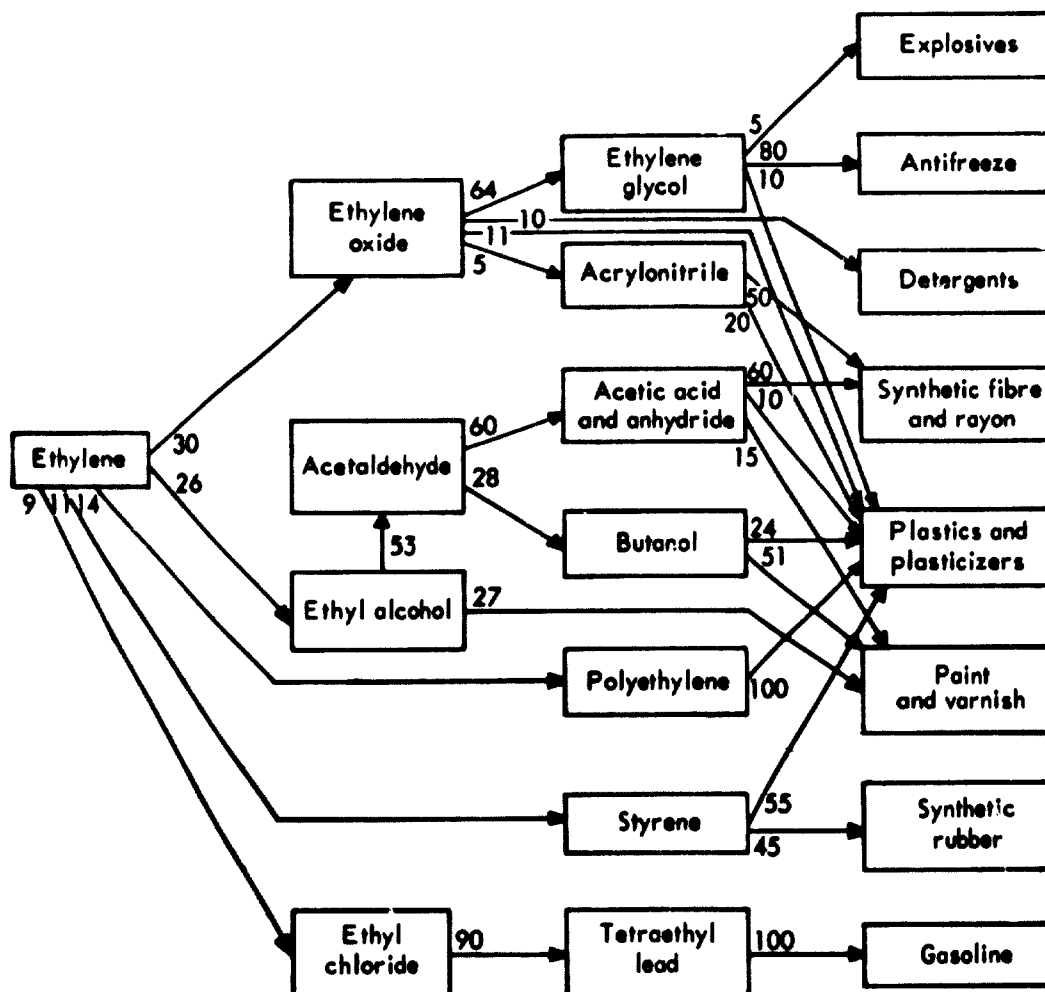 Explosives
5
Ethylene
glycol
80
Antifreeze
10
64
Ethylene
oxide
10
11
5
Acrylonitrile
Detergents
50
20
Acetic acid
and anhydride
60
10
Synthetic fibre
and rayon
15
Ethylene
30
26
9
11
14
Acetaldehyde
60
28
53
Butanol
24
51
Plastics and
plasticizers
Ethyl alcohol
27
Polyethylene
100
Paint
and varnish
Styrene
55
45
Synthetic
rubber
Ethyl
chloride
90
Tetraethyl
lead
100
Gasoline